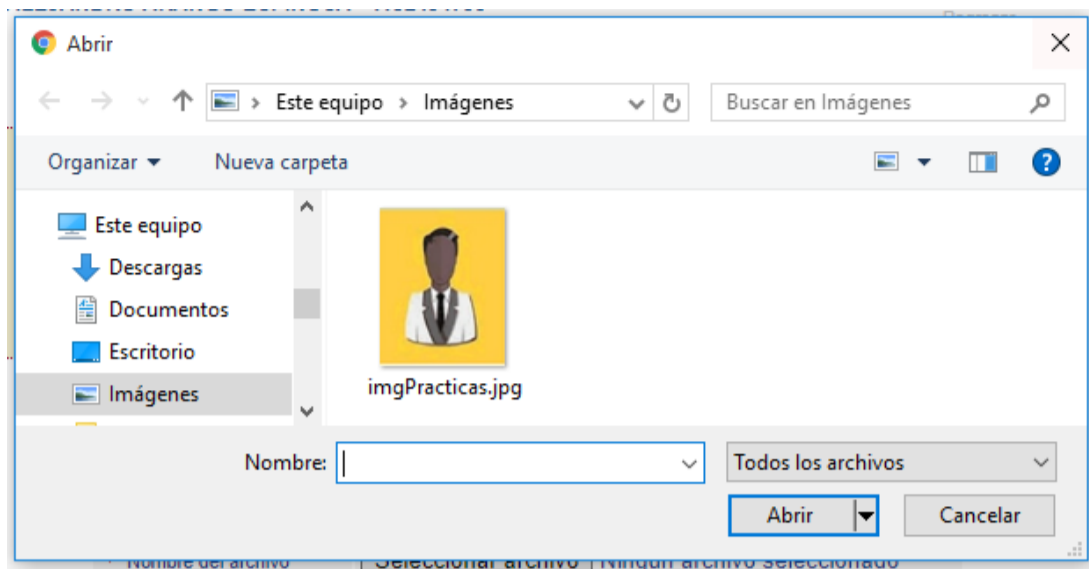 Abrir
Este equipo > Imágenes
Buscar en Imágenes
Organizar
Nueva carpeta
Este equipo
Descargas
Documentos
Escritorio
Imágenes
imgPracticas.jpg
Nombre:
Todos los archivos
Abrir
Cancelar
Nombre del archivo
Seleccionar archivo Ningún archivo seleccionado